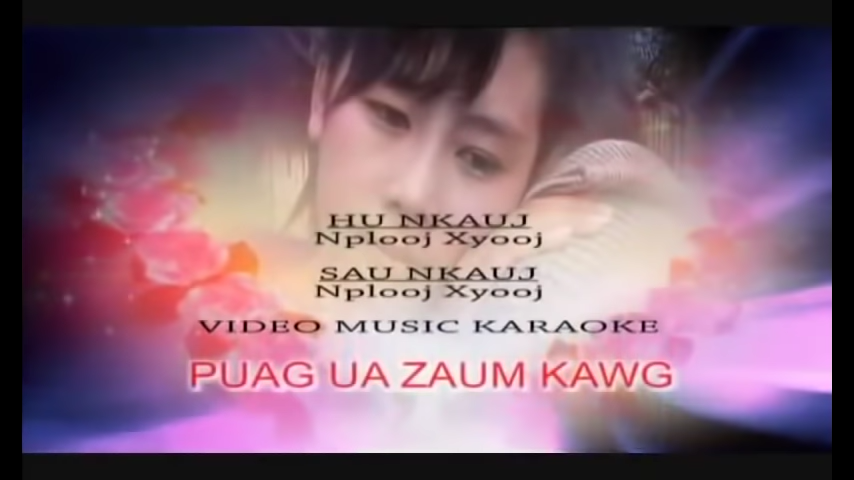 HU NKAUJ
Nplooj Xyooj
SAU NKAUJ
Nplooj Xyooj
VIDEO MUSIC KARAOKE
PUAG UA ZAUM KAWG